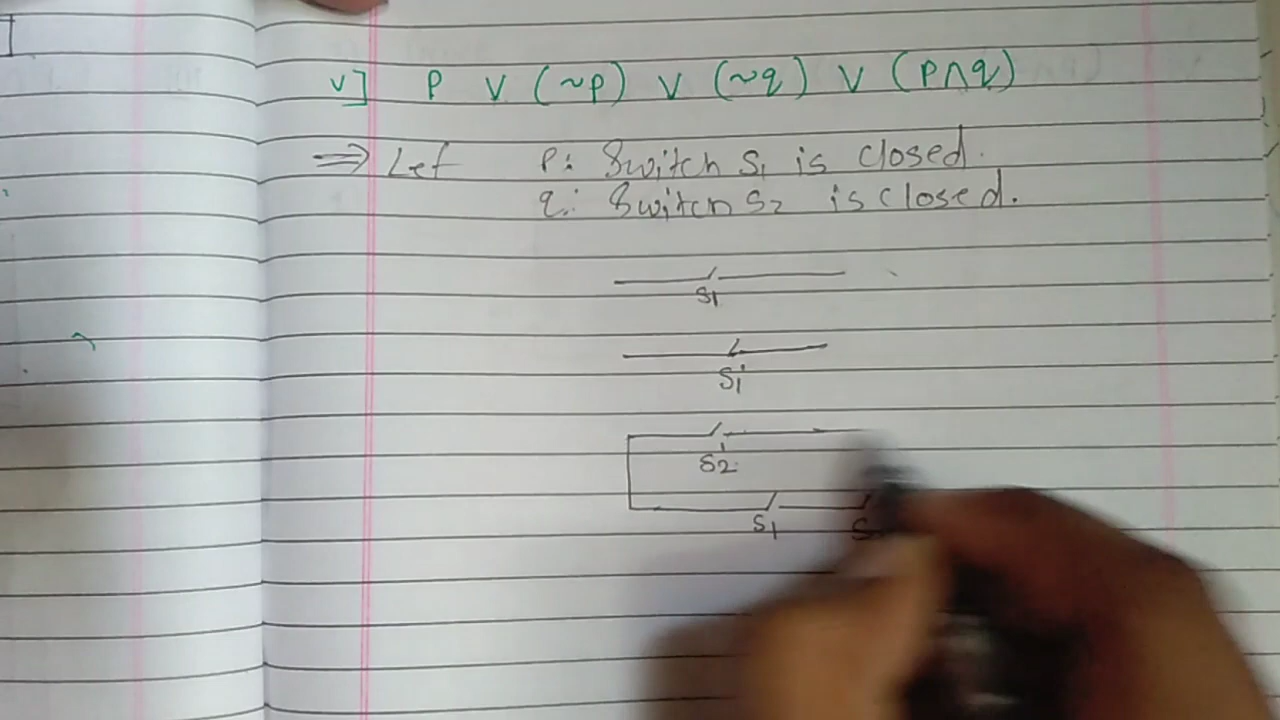 v] p ∨ (~p) ∨ (~q) ∨ (p∧q)
⇒ Let p: Switch S1 is closed.
q: Switch S2 is closed.
S1
S1'
S2'
S1